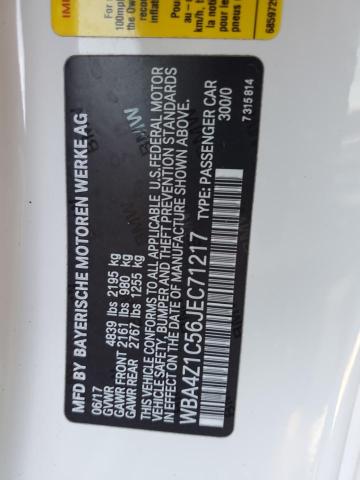 MFD BY BAYERISCHE MOTOREN WERKE AG
06/17
GVWR 4839 lbs 2195 kg
GAWR FRONT 2161 lbs 980 kg
GAWR REAR 2767 lbs 1255 kg
THIS VEHICLE CONFORMS TO ALL APPLICABLE U.S. FEDERAL MOTOR
VEHICLE SAFETY, BUMPER, AND THEFT PREVENTION STANDARDS
IN EFFECT ON THE DATE OF MANUFACTURE SHOWN ABOVE.
WBA4Z1C56JEC71217 TYPE: PASSENGER CAR
300/0
7 315 814